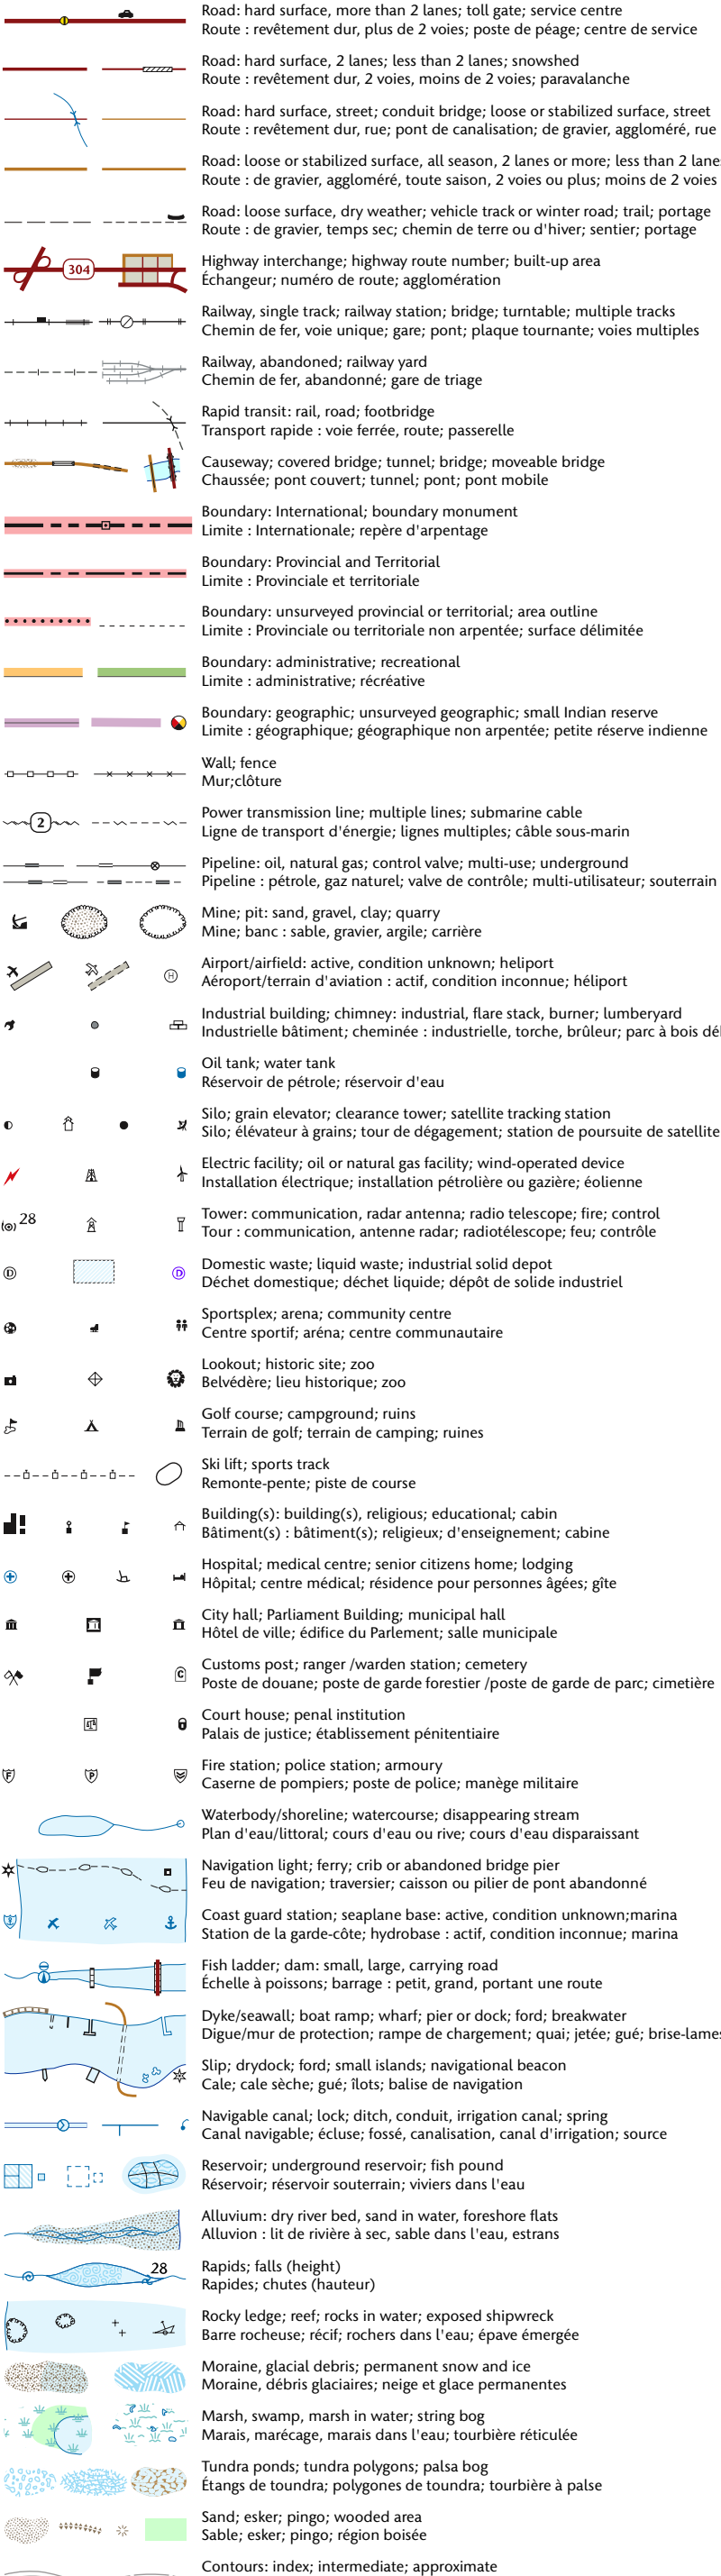 Road: hard surface, more than 2 lanes; toll gate; service centre
Route : revêtement dur, plus de 2 voies; poste de péage; centre de service
Road: hard surface, 2 lanes; less than 2 lanes; snowshed
Route : revêtement dur, 2 voies, moins de 2 voies; paravalanche
Road: hard surface, street; conduit bridge; loose or stabilized surface, street
Route : revêtement dur, rue; pont de canalisation; de gravier, aggloméré, rue
Road: loose or stabilized surface, all season, 2 lanes or more; less than 2 lane
Route : de gravier, aggloméré, toute saison, 2 voies ou plus; moins de 2 voies
Road: loose surface, dry weather; vehicle track or winter road; trail; portage
Route : de gravier, temps sec; chemin de terre ou d'hiver; sentier; portage
304
Highway interchange; highway route number; built-up area
Échangeur; numéro de route; agglomération
Railway, single track; railway station; bridge; turntable; multiple tracks
Chemin de fer, voie unique; gare; pont; plaque tournante; voies multiples
Railway, abandoned; railway yard
Chemin de fer, abandonné; gare de triage
Rapid transit: rail, road; footbridge
Transport rapide : voie ferrée, route; passerelle
Causeway; covered bridge; tunnel; bridge; moveable bridge
Chaussée; pont couvert; tunnel; pont; pont mobile
Boundary: International; boundary monument
Limite : Internationale; repère d'arpentage
Boundary: Provincial and Territorial
Limite : Provinciale et territoriale
Boundary: unsurveyed provincial or territorial; area outline
Limite : Provinciale ou territoriale non arpentée; surface délimitée
Boundary: administrative; recreational
Limite : administrative; récréative
Boundary: geographic; unsurveyed geographic; small Indian reserve
Limite : géographique; géographique non arpentée; petite réserve indienne
Wall; fence
Mur;clôture
2
Power transmission line; multiple lines; submarine cable
Ligne de transport d'énergie; lignes multiples; câble sous-marin
Pipeline: oil, natural gas; control valve; multi-use; underground
Pipeline : pétrole, gaz naturel; valve de contrôle; multi-utilisateur; souterrain
Mine; pit: sand, gravel, clay; quarry
Mine; banc : sable, gravier, argile; carrière
H
Airport/airfield: active, condition unknown; heliport
Aéroport/terrain d'aviation : actif, condition inconnue; héliport
Industrial building; chimney: industrial, flare stack, burner; lumberyard
Industrielle bâtiment; cheminée : industrielle, torche, brûleur; parc à bois dé
Oil tank; water tank
Réservoir de pétrole; réservoir d'eau
Silo; grain elevator; clearance tower; satellite tracking station
Silo; élévateur à grains; tour de dégagement; station de poursuite de satellite
Electric facility; oil or natural gas facility; wind-operated device
Installation électrique; installation pétrolière ou gazière; éolienne
28
Tower: communication, radar antenna; radio telescope; fire; control
Tour : communication, antenne radar; radiotélescope; feu; contrôle
D D
Domestic waste; liquid waste; industrial solid depot
Déchet domestique; déchet liquide; dépôt de solide industriel
Sportsplex; arena; community centre
Centre sportif; aréna; centre communautaire
Lookout; historic site; zoo
Belvédère; lieu historique; zoo
Golf course; campground; ruins
Terrain de golf; terrain de camping; ruines
Ski lift; sports track
Remonte-pente; piste de course
Building(s): building(s), religious; educational; cabin
Bâtiment(s) : bâtiment(s); religieux; d'enseignement; cabine
Hospital; medical centre; senior citizens home; lodging
Hôpital; centre médical; résidence pour personnes âgées; gîte
City hall; Parliament Building; municipal hall
Hôtel de ville; édifice du Parlement; salle municipale
C
Customs post; ranger /warden station; cemetery
Poste de douane; poste de garde forestier /poste de garde de parc; cimetière
Court house; penal institution
Palais de justice; établissement pénitentiaire
F P
Fire station; police station; armoury
Caserne de pompiers; poste de police; manège militaire
Waterbody/shoreline; watercourse; disappearing stream
Plan d'eau/littoral; cours d'eau ou rive; cours d'eau disparaissant
Navigation light; ferry; crib or abandoned bridge pier
Feu de navigation; traversier; caisson ou pilier de pont abandonné
Coast guard station; seaplane base: active, condition unknown;marina
Station de la garde-côte; hydrobase : actif, condition inconnue; marina
Fish ladder; dam: small, large, carrying road
Échelle à poissons; barrage : petit, grand, portant une route
Dyke/seawall; boat ramp; wharf; pier or dock; ford; breakwater
Digue/mur de protection; rampe de chargement; quai; jetée; gué; brise-lames
Slip; drydock; ford; small islands; navigational beacon
Cale; cale sèche; gué; îlots; balise de navigation
Navigable canal; lock; ditch, conduit, irrigation canal; spring
Canal navigable; écluse; fossé, canalisation, canal d'irrigation; source
Reservoir; underground reservoir; fish pound
Réservoir; réservoir souterrain; viviers dans l'eau
Alluvium: dry river bed, sand in water, foreshore flats
Alluvion : lit de rivière à sec, sable dans l'eau, estrans
28
Rapids; falls (height)
Rapides; chutes (hauteur)
Rocky ledge; reef; rocks in water; exposed shipwreck
Barre rocheuse; récif; rochers dans l'eau; épave émergée
Moraine, glacial debris; permanent snow and ice
Moraine, débris glaciaires; neige et glace permanentes
Marsh, swamp, marsh in water; string bog
Marais, marécage, marais dans l'eau; tourbière réticulée
Tundra ponds; tundra polygons; palsa bog
Étangs de toundra; polygones de toundra; tourbière à palse
Sand; esker; pingo; wooded area
Sable; esker; pingo; région boisée
Contours: index; intermediate; approximate